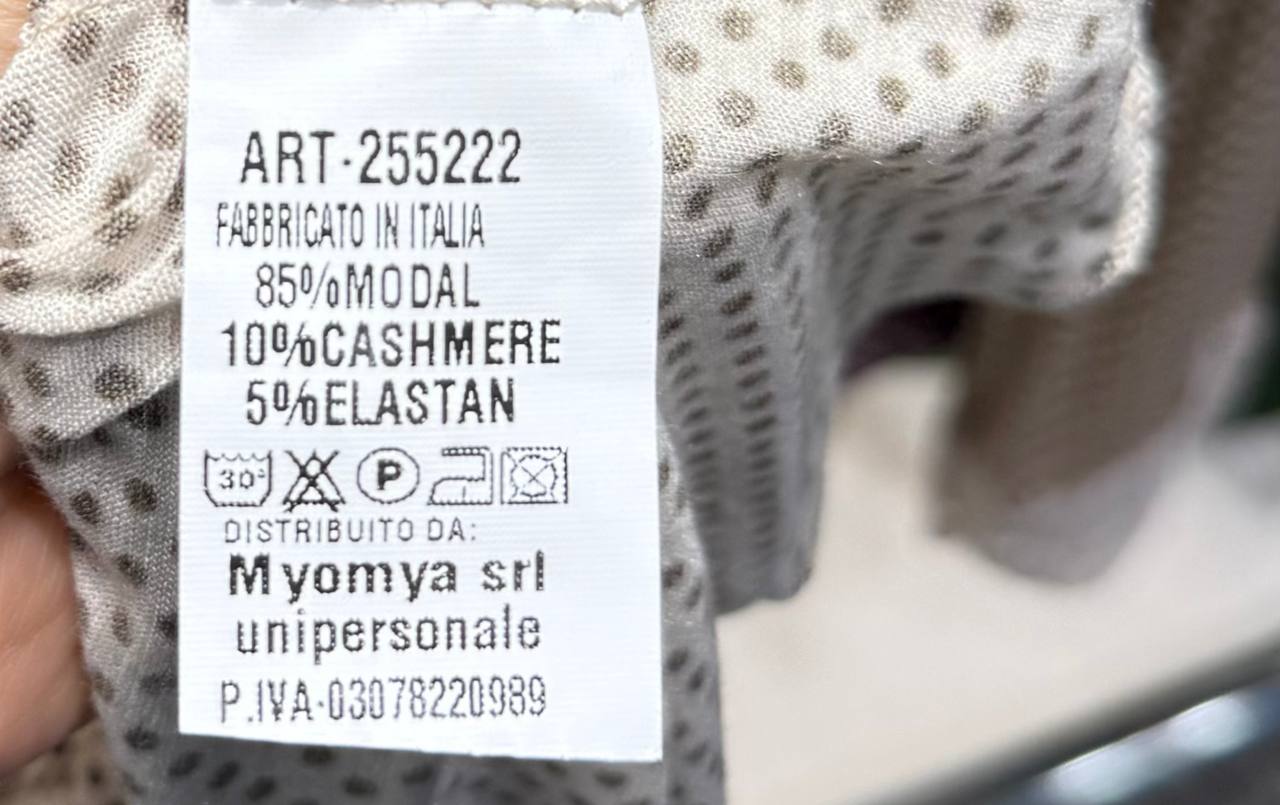 ART·255222
FABBRICATO IN ITALIA
85%MODAL
10%CASHMERE
5%ELASTAN
30° P
DISTRIBUITO DA:
Myomya srl
unipersonale
P.IVA·03078220989